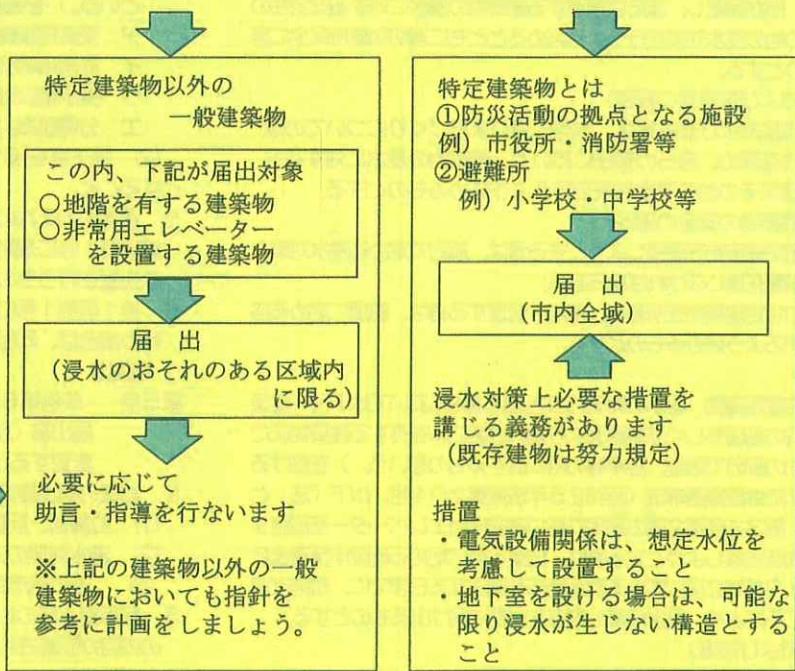 特定建築物以外の
一般建築物
この内、下記が届出対象
○地階を有する建築物
○非常用エレベーター
を設置する建築物
届 出
(浸水のおそれのある区域内
に限る)
必要に応じて
助言・指導を行ないます
※上記の建築物以外の一般
建築物においても指針を
参考に計画をしましょう。
特定建築物とは
①防災活動の拠点となる施設
例）市役所・消防署等
②避難所
例）小学校・中学校等
届 出
(市内全域)
浸水対策上必要な措置を
講じる義務があります
(既存建物は努力規定)
措置
・電気設備関係は、想定水位を
考慮して設置すること
・地下室を設ける場合は、可能な
限り浸水が生じない構造とする
こと